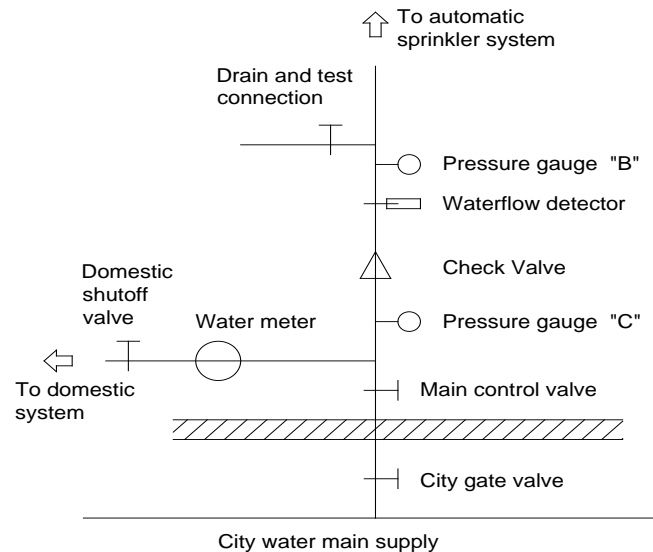 To automatic
sprinkler system
Drain and test
connection
Pressure gauge "B"
Waterflow detector
Check Valve
Domestic
shutoff
valve
Water meter
Pressure gauge "C"
To domestic
system
Main control valve
City gate valve
City water main supply